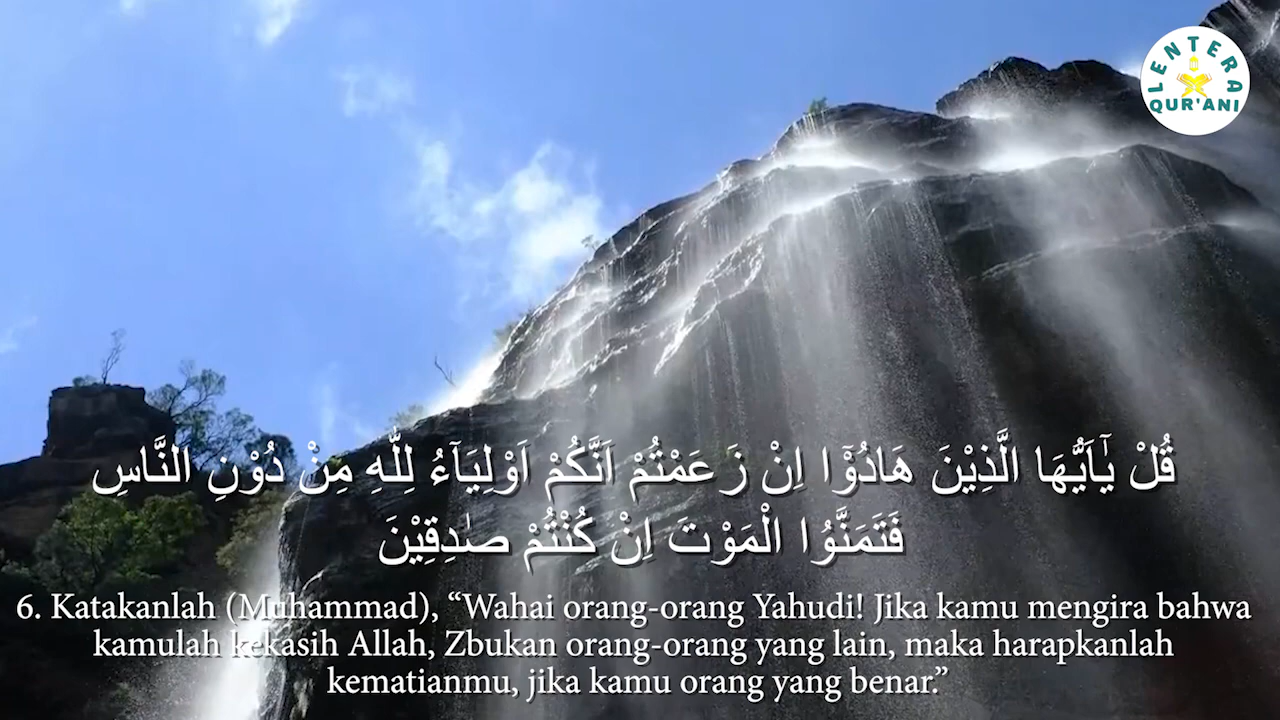 LENTERA
QUR'ANI
قُلْ يٰٓاَيُّهَا الَّذِيْنَ هَادُوْٓا اِنْ زَعَمْتُمْ اَنَّكُمْ اَوْلِيَاۤءُ لِلّٰهِ مِنْ دُوْنِ النَّاسِ
فَتَمَنَّوُا الْمَوْتَ اِنْ كُنْتُمْ صٰدِقِيْنَ
6. Katakanlah (Muhammad), “Wahai orang-orang Yahudi! Jika kamu mengira bahwa
kamulah kekasih Allah, Zbukan orang-orang yang lain, maka harapkanlah
kematianmu, jika kamu orang yang benar.”